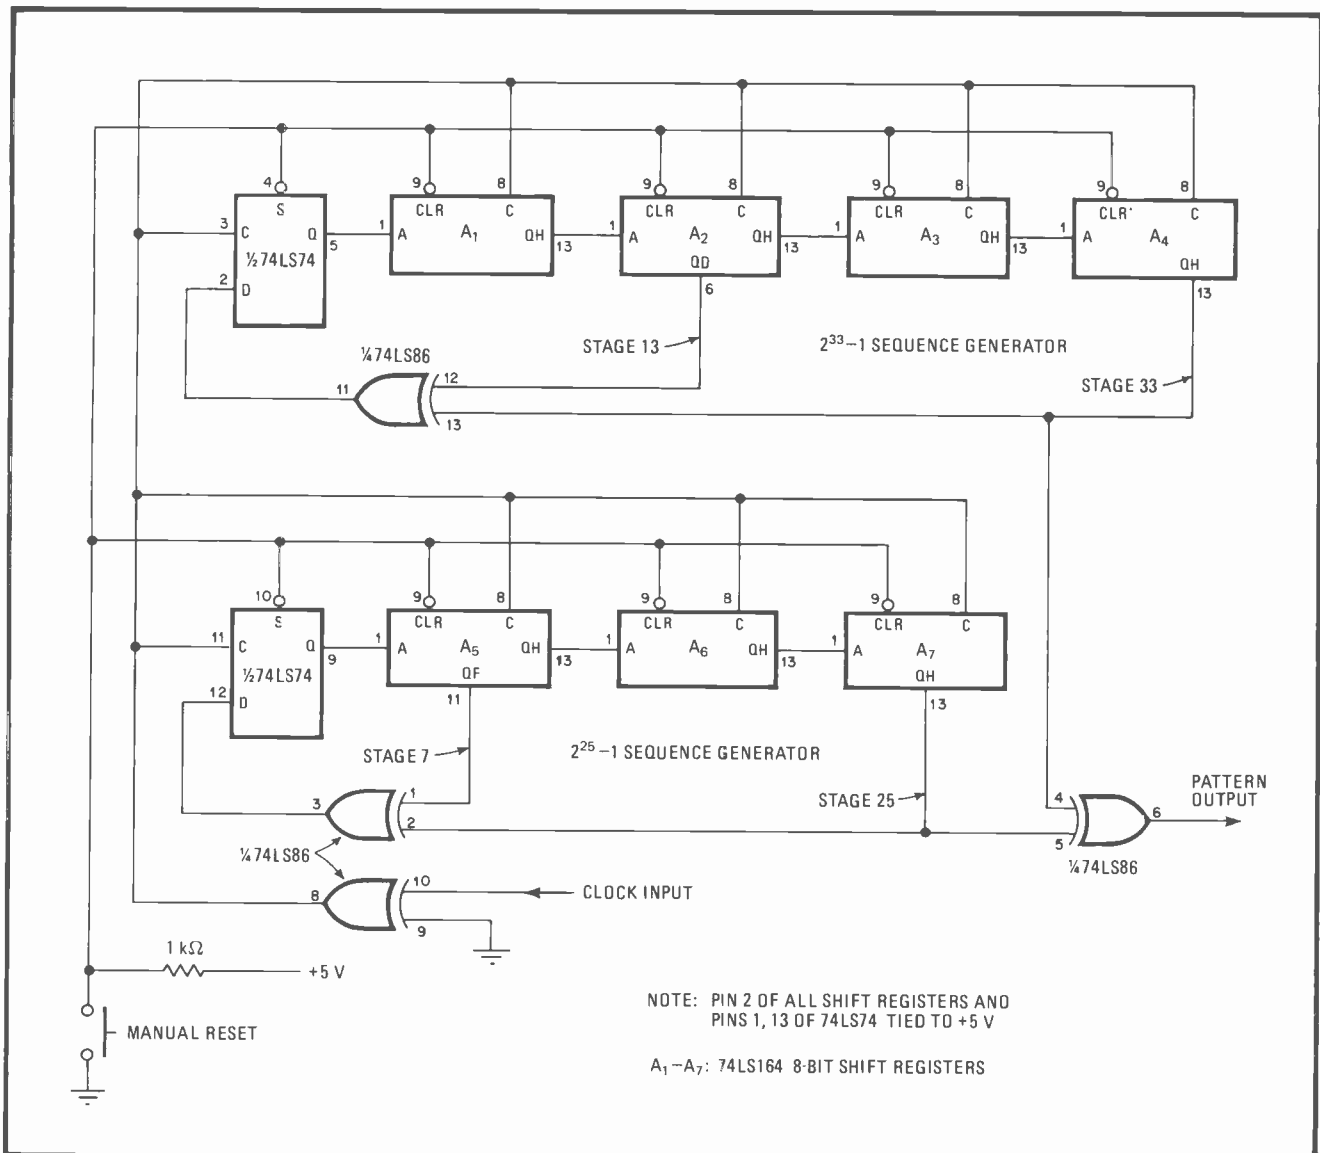 4 9 8 9 8 9 8 9 8
S CLR C CLR C CLR C CLR C
3 C Q 5 1 A A1 QH 13 1 A A2 QH 13 1 A A3 QH 13 1 A A4
½74LS74 QD QH
2 D 6 13
STAGE 13 2³³–1 SEQUENCE GENERATOR
¼74LS86 STAGE 33
11 12
13
10 9 8 9 8 9 8
S CLR C CLR C CLR C
11 C Q 9 1 A A5 QH 13 1 A A6 QH 13 1 A A7
½74LS74 QF QH
12 D 11 13
STAGE 7 2²⁵–1 SEQUENCE GENERATOR
STAGE 25
PATTERN
OUTPUT
3 1 4 6
2 5
¼74LS86 ¼74LS86
8 10 CLOCK INPUT
9
1 kΩ
+5 V
MANUAL RESET
NOTE: PIN 2 OF ALL SHIFT REGISTERS AND
PINS 1, 13 OF 74LS74 TIED TO +5 V
A1–A7: 74LS164 8-BIT SHIFT REGISTERS